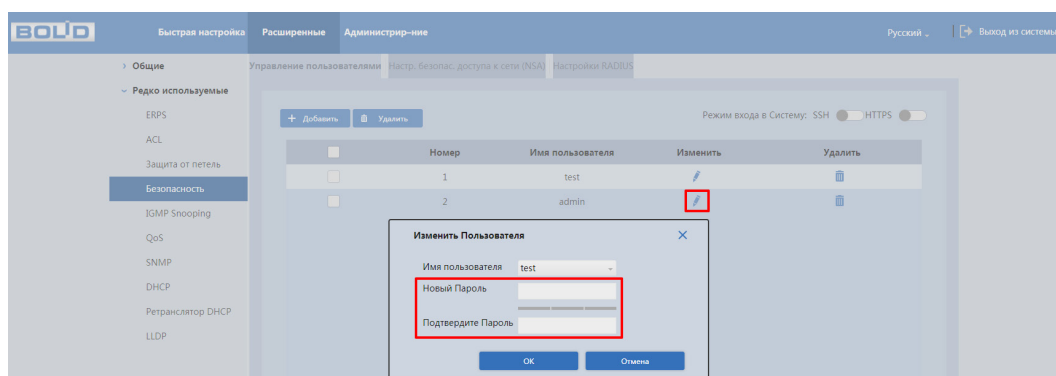 BOLID Быстрая настройка Расширенные Администрир-ние Русский Выход из системы
Общие
Управление пользователями Настр. безопас. доступа к сети (NSA) Настройки RADIUS
Редко используемые
ERPS
ACL
Защита от петель
Безопасность
IGMP Snooping
QoS
SNMP
DHCP
Ретранслятор DHCP
LLDP
+ Добавить Удалить Режим входа в Систему: SSH HTTPS
Номер Имя пользователя Изменить Удалить
1 test
2 admin
Изменить Пользователя
Имя пользователя test
Новый Пароль
Подтвердите Пароль
OK Отмена